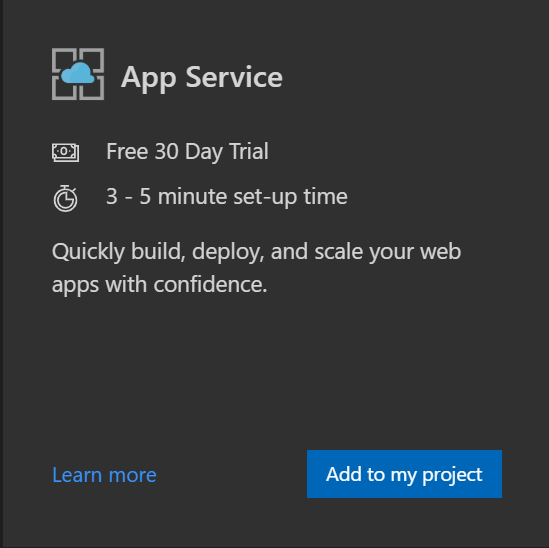 App Service
Free 30 Day Trial
3 - 5 minute set-up time
Quickly build, deploy, and scale your web
apps with confidence.
Learn more
Add to my project